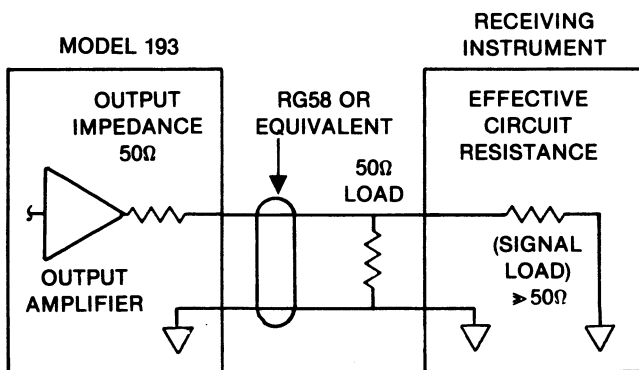 MODEL 193
RECEIVING
INSTRUMENT
OUTPUT
IMPEDANCE
50Ω
RG58 OR
EQUIVALENT
50Ω
LOAD
EFFECTIVE
CIRCUIT
RESISTANCE
OUTPUT
AMPLIFIER
(SIGNAL
LOAD)
⪢ 50Ω